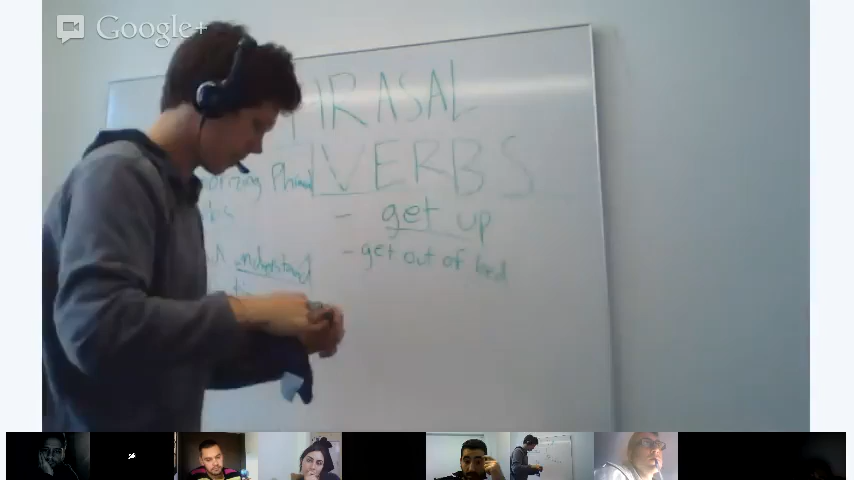 Google+
PHRASAL
VERBS
Phrasal
- get up
understand
- get out of bed